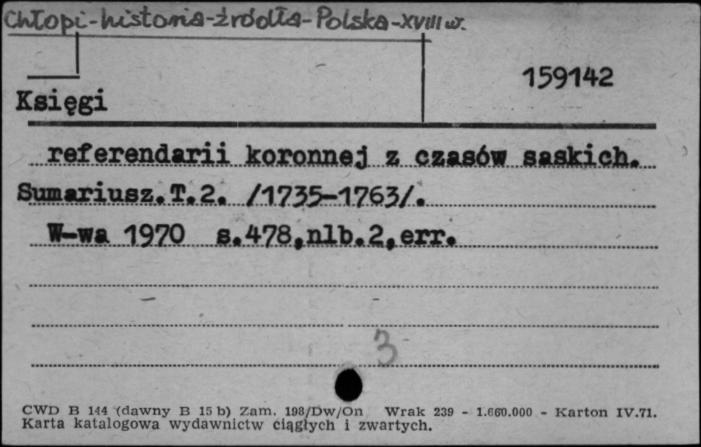 Chłopi-historia-źródła-Polska-XVIII w.
159142
Księgi
referendarii koronnej z czasów saskich.
Sumariusz.T.2. /1735-1763/.
W-wa 1970 s.478,nlb.2,err.
3
CWD B 144 (dawny B 15 b) Zam. 198/Dw/On Wrak 239 - 1.660.000 - Karton IV.71.
Karta katalogowa wydawnictw ciągłych i zwartych.